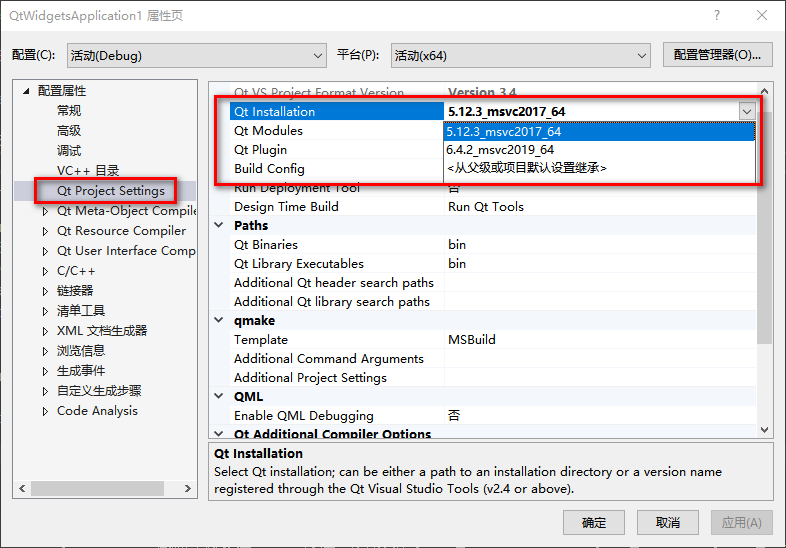 QtWidgetsApplication1 属性页
配置(C): 活动(Debug) 平台(P): 活动(x64) 配置管理器(O)...
配置属性
常规
高级
调试
VC++ 目录
Qt Project Settings
Qt Meta-Object Compile
Qt Resource Compiler
Qt User Interface Comp
C/C++
链接器
清单工具
XML 文档生成器
浏览信息
生成事件
自定义生成步骤
Code Analysis
Qt VS Project Format Version Version 3.4
Qt Installation 5.12.3_msvc2017_64
Qt Modules
Qt Plugin
Build Config
5.12.3_msvc2017_64
6.4.2_msvc2019_64
<从父级或项目默认设置继承>
Run Deployment Tool 否
Design Time Build Run Qt Tools
Paths
Qt Binaries bin
Qt Library Executables bin
Additional Qt header search paths
Additional Qt library search paths
qmake
Template MSBuild
Additional Command Arguments
Additional Project Settings
QML
Enable QML Debugging 否
Qt Additional Compiler Options
Qt Installation
Select Qt installation; can be either a path to an installation directory or a version name
registered through the Qt Visual Studio Tools (v2.4 or above).
确定 取消 应用(A)